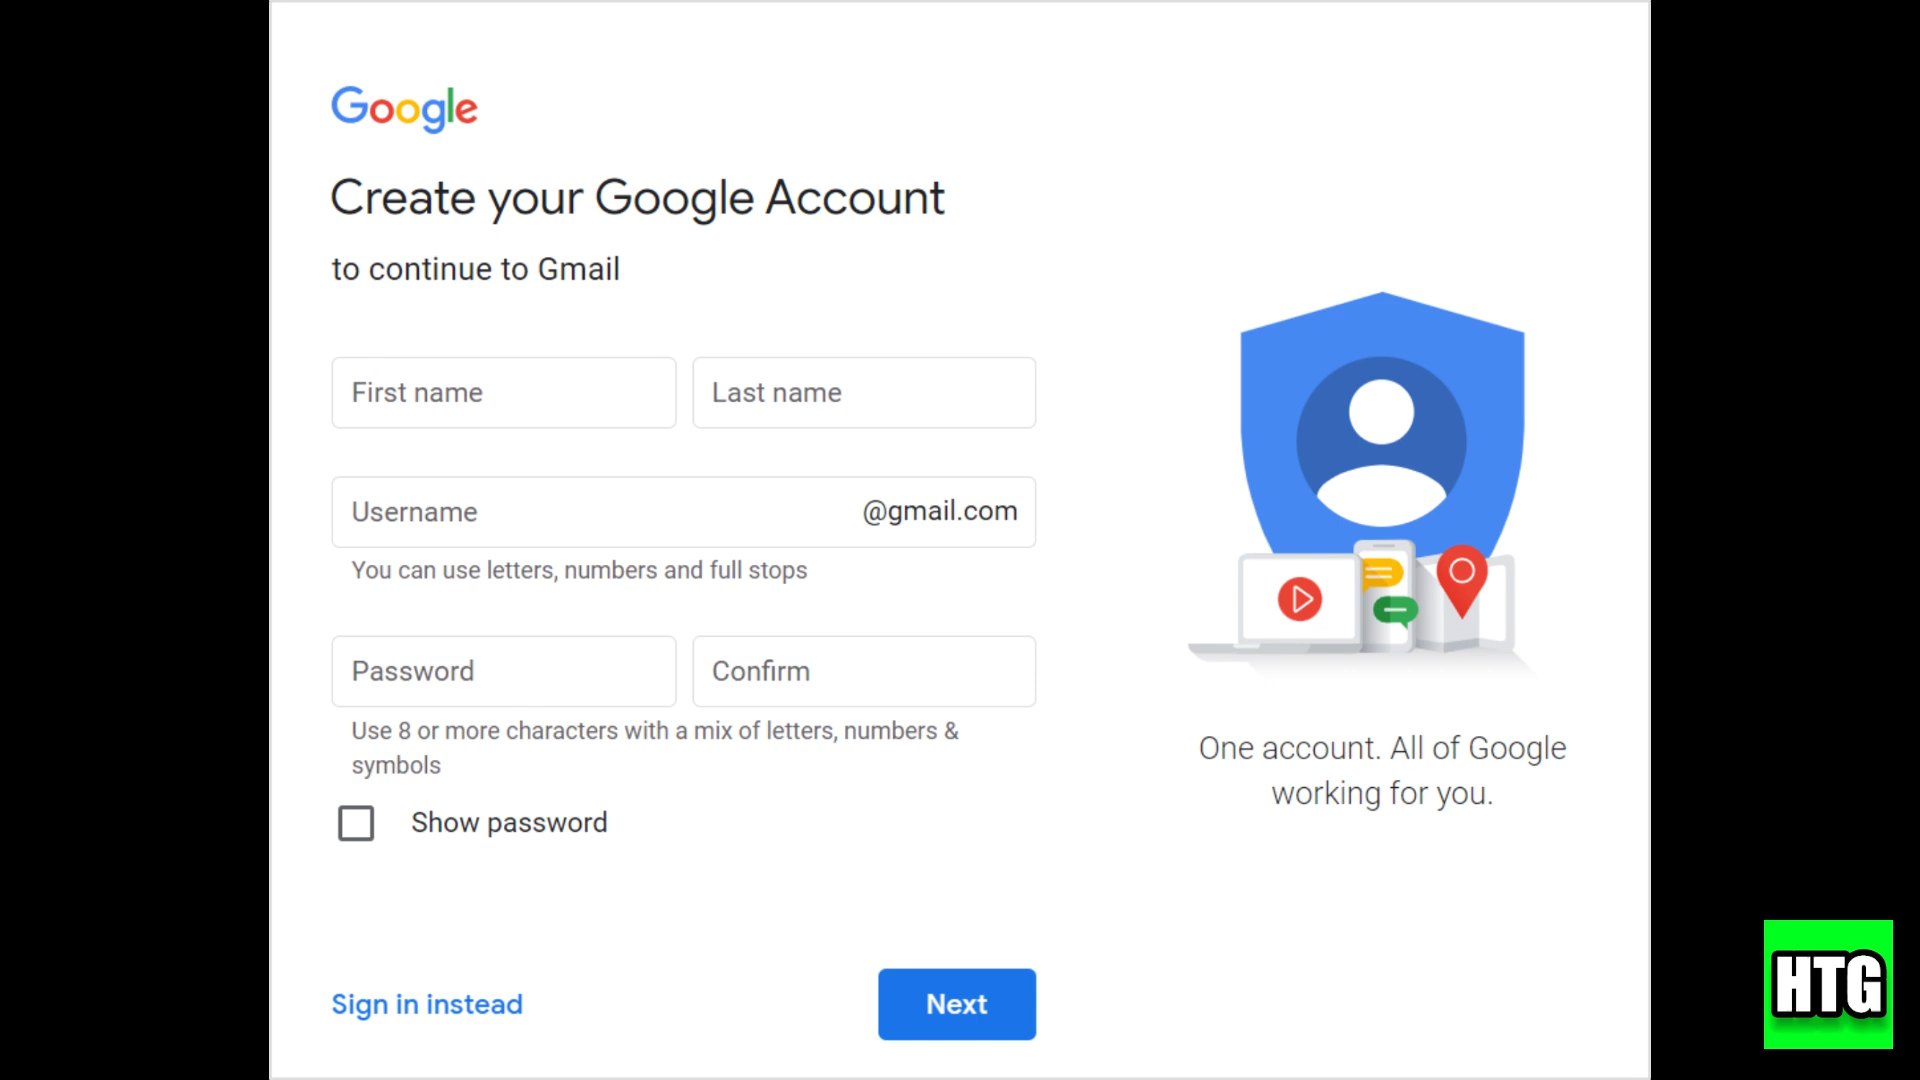 Google
Create your Google Account
to continue to Gmail
First name
Last name
Username
@gmail.com
You can use letters, numbers and full stops
Password
Confirm
Use 8 or more characters with a mix of letters, numbers &
symbols
Show password
Sign in instead
Next
One account. All of Google
working for you.
HTG